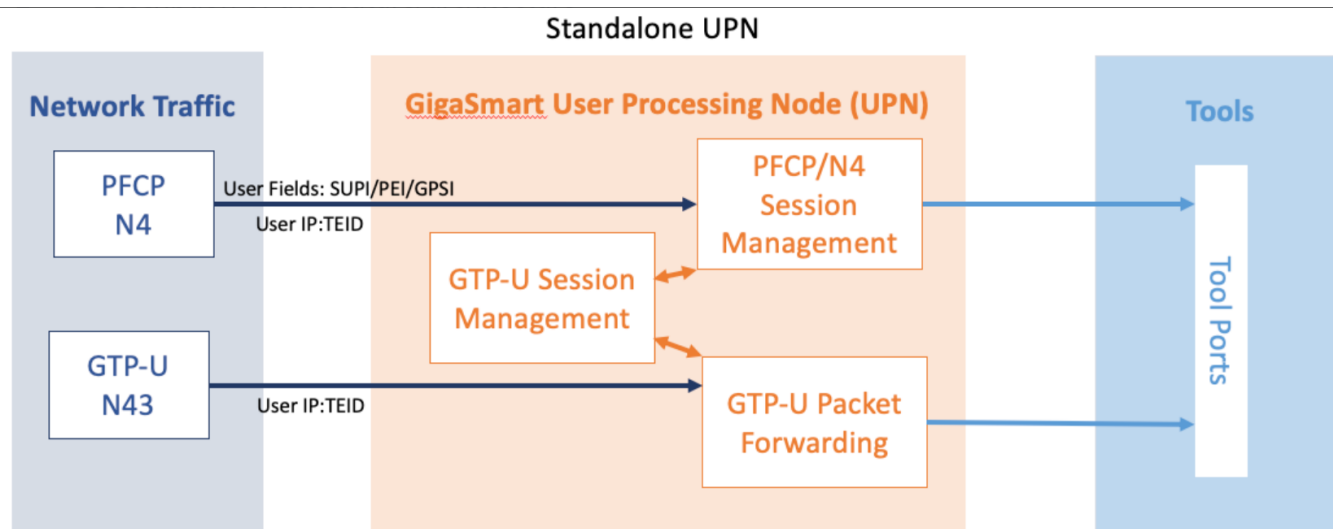 Standalone UPN
Network Traffic
PFCP
N4
User Fields: SUPI/PEI/GPSI
User IP:TEID
GTP-U
N43
User IP:TEID
GigaSmart User Processing Node (UPN)
PFCP/N4
Session
Management
GTP-U Session
Management
GTP-U Packet
Forwarding
Tools
Tool Ports